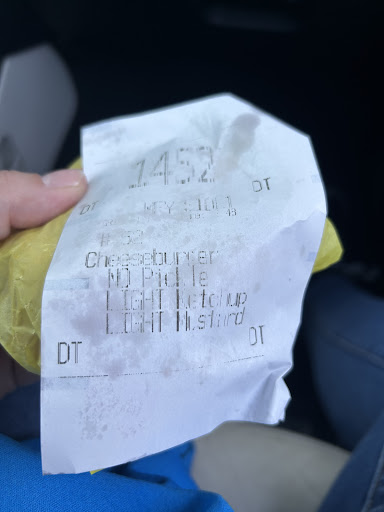 1452
DT DT
Cheeseburger
NO Pickle
LIGHT Ketchup
LIGHT Mustard
DT DT